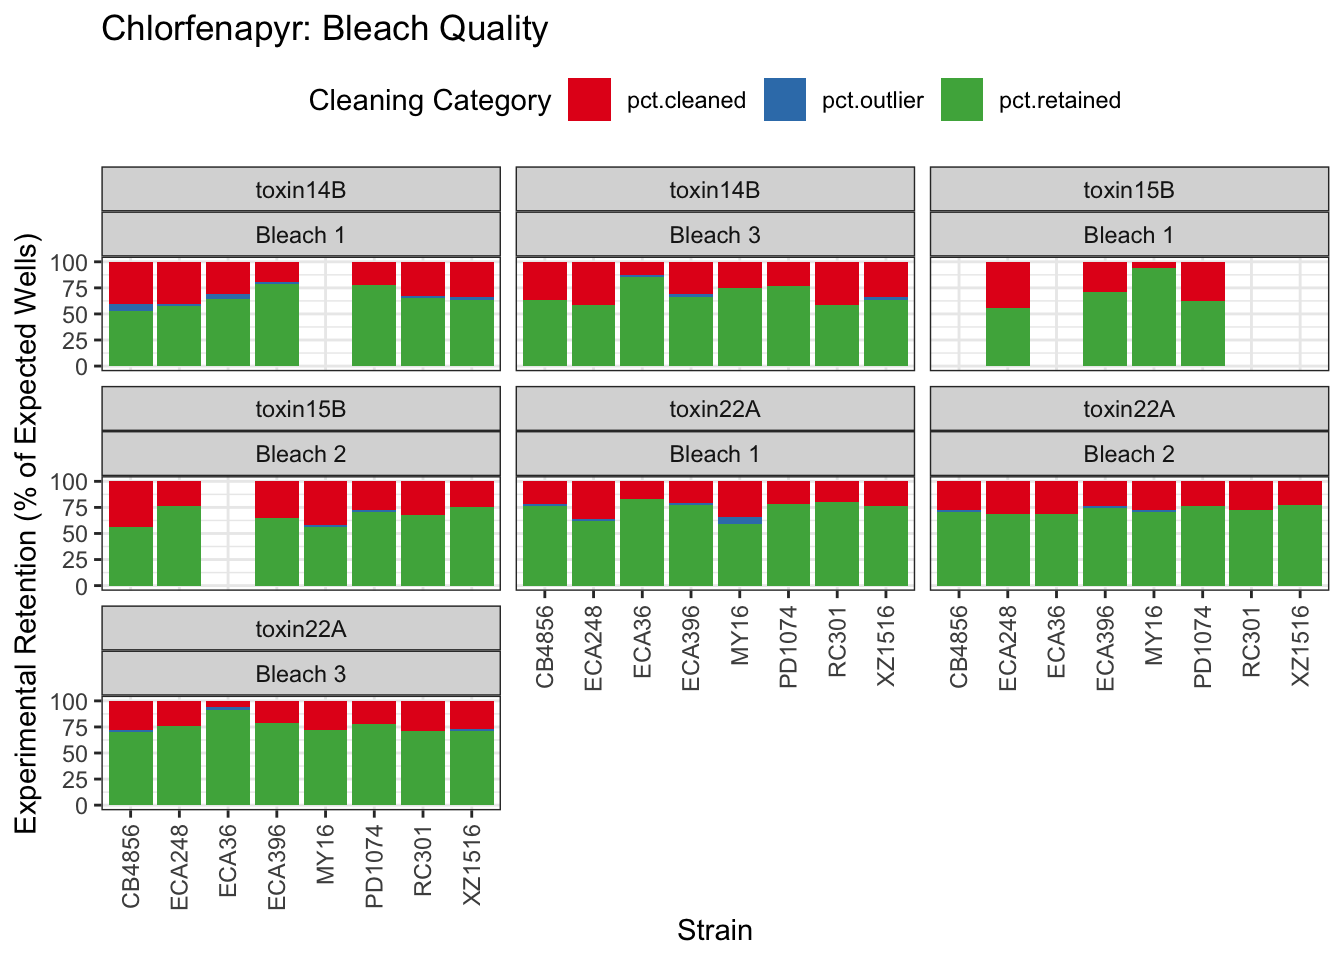 Chlorfenapyr: Bleach Quality
Cleaning Category pct.cleaned pct.outlier pct.retained
Experimental Retention (% of Expected Wells)
toxin14B toxin14B toxin15B
Bleach 1 Bleach 3 Bleach 1
100
75
50
25
0
toxin15B toxin22A toxin22A
Bleach 2 Bleach 1 Bleach 2
100
75
50
25
0
CB4856 ECA248 ECA36 ECA396 MY16 PD1074 RC301 XZ1516 CB4856 ECA248 ECA36 ECA396 MY16 PD1074 RC301 XZ1516
toxin22A
Bleach 3
100
75
50
25
0
CB4856 ECA248 ECA36 ECA396 MY16 PD1074 RC301 XZ1516
Strain